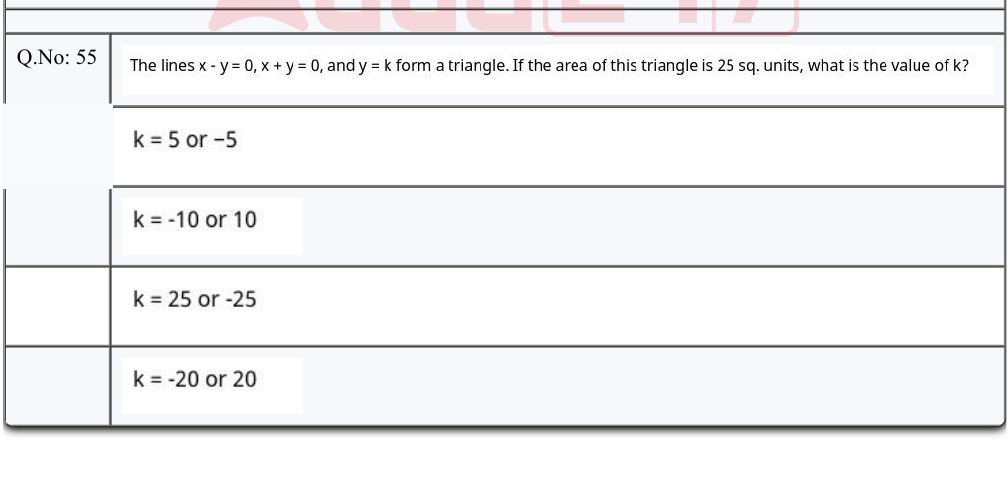 Q.No: 55
The lines x - y = 0, x + y = 0, and y = k form a triangle. If the area of this triangle is 25 sq. units, what is the value of k?
k = 5 or −5
k = -10 or 10
k = 25 or -25
k = -20 or 20